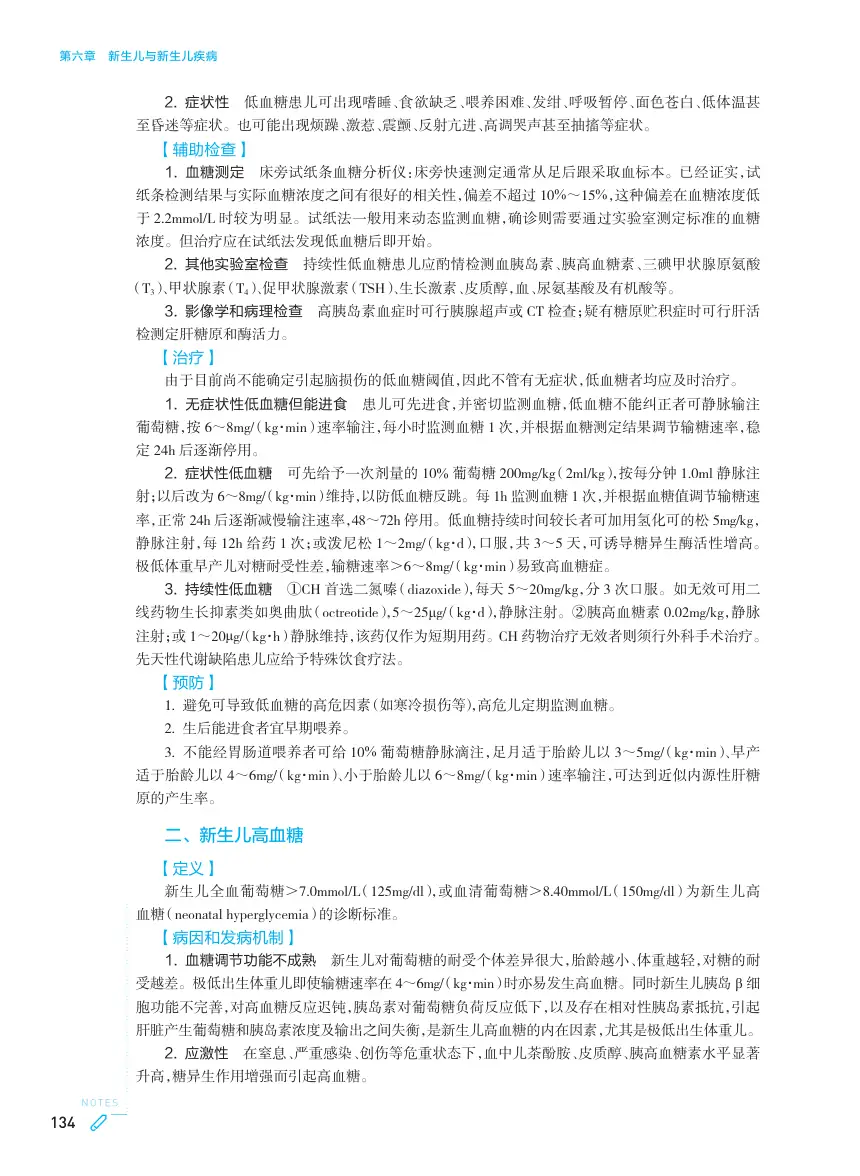 第六章 新生儿与新生儿疾病
2. 症状性 低血糖患儿可出现嗜睡、食欲缺乏、喂养困难、发绀、呼吸暂停、面色苍白、低体温甚
至昏迷等症状。也可能出现烦躁、激惹、震颤、反射亢进、高调哭声甚至抽搐等症状。
【辅助检查】
1. 血糖测定 床旁试纸条血糖分析仪：床旁快速测定通常从足后跟采取血标本。已经证实，试
纸条检测结果与实际血糖浓度之间有很好的相关性，偏差不超过 10%～15%，这种偏差在血糖浓度低
于 2.2mmol/L 时较为明显。试纸法一般用来动态监测血糖，确诊则需要通过实验室测定标准的血糖
浓度。但治疗应在试纸法发现低血糖后即开始。
2. 其他实验室检查 持续性低血糖患儿应酌情检测血胰岛素、胰高血糖素、三碘甲状腺原氨酸
（T₃）、甲状腺素（T₄）、促甲状腺激素（TSH）、生长激素、皮质醇，血、尿氨基酸及有机酸等。
3. 影像学和病理检查 高胰岛素血症时可行胰腺超声或 CT 检查；疑有糖原贮积症时可行肝活
检测定肝糖原和酶活力。
【治疗】
由于目前尚不能确定引起脑损伤的低血糖阈值，因此不管有无症状，低血糖者均应及时治疗。
1. 无症状性低血糖但能进食 患儿可先进食，并密切监测血糖，低血糖不能纠正者可静脉输注
葡萄糖，按 6～8mg/（kg·min）速率输注，每小时监测血糖 1 次，并根据血糖测定结果调节输糖速率，稳
定 24h 后逐渐停用。
2. 症状性低血糖 可先给予一次剂量的 10% 葡萄糖 200mg/kg（2ml/kg），按每分钟 1.0ml 静脉注
射；以后改为 6～8mg/（kg·min）维持，以防低血糖反跳。每 1h 监测血糖 1 次，并根据血糖值调节输糖速
率，正常 24h 后逐渐减慢输注速率，48～72h 停用。低血糖持续时间较长者可加用氢化可的松 5mg/kg，
静脉注射，每 12h 给药 1 次；或泼尼松 1～2mg/（kg·d），口服，共 3～5 天，可诱导糖异生酶活性增高。
极低体重早产儿对糖耐受性差，输糖速率＞6～8mg/（kg·min）易致高血糖症。
3. 持续性低血糖 ①CH 首选二氮嗪（diazoxide），每天 5～20mg/kg，分 3 次口服。如无效可用二
线药物生长抑素类如奥曲肽（octreotide），5～25μg/（kg·d），静脉注射。②胰高血糖素 0.02mg/kg，静脉
注射；或 1～20μg/（kg·h）静脉维持，该药仅作为短期用药。CH 药物治疗无效者则须行外科手术治疗。
先天性代谢缺陷患儿应给予特殊饮食疗法。
【预防】
1. 避免可导致低血糖的高危因素（如寒冷损伤等），高危儿定期监测血糖。
2. 生后能进食者宜早期喂养。
3. 不能经胃肠道喂养者可给 10% 葡萄糖静脉滴注，足月适于胎龄儿以 3～5mg/（kg·min）、早产
适于胎龄儿以 4～6mg/（kg·min）、小于胎龄儿以 6～8mg/（kg·min）速率输注，可达到近似内源性肝糖
原的产生率。
二、新生儿高血糖
【定义】
新生儿全血葡萄糖＞7.0mmol/L（125mg/dl），或血清葡萄糖＞8.40mmol/L（150mg/dl）为新生儿高
血糖（neonatal hyperglycemia）的诊断标准。
【病因和发病机制】
1. 血糖调节功能不成熟 新生儿对葡萄糖的耐受个体差异很大，胎龄越小、体重越轻，对糖的耐
受越差。极低出生体重儿即使输糖速率在 4～6mg/（kg·min）时亦易发生高血糖。同时新生儿胰岛 β 细
胞功能不完善，对高血糖反应迟钝，胰岛素对葡萄糖负荷反应低下，以及存在相对性胰岛素抵抗，引起
肝脏产生葡萄糖和胰岛素浓度及输出之间失衡，是新生儿高血糖的内在因素，尤其是极低出生体重儿。
2. 应激性 在窒息、严重感染、创伤等危重状态下，血中儿茶酚胺、皮质醇、胰高血糖素水平显著
升高，糖异生作用增强而引起高血糖。
NOTES
134